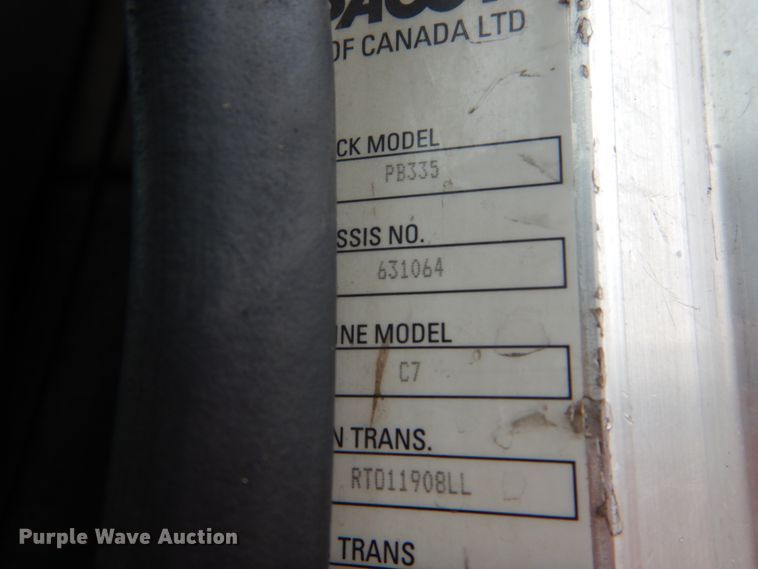 OF CANADA LTD
CK MODEL
PB335
SSIS NO.
631064
INE MODEL
C7
N TRANS.
RTO11908LL
TRANS
Purple Wave Auction